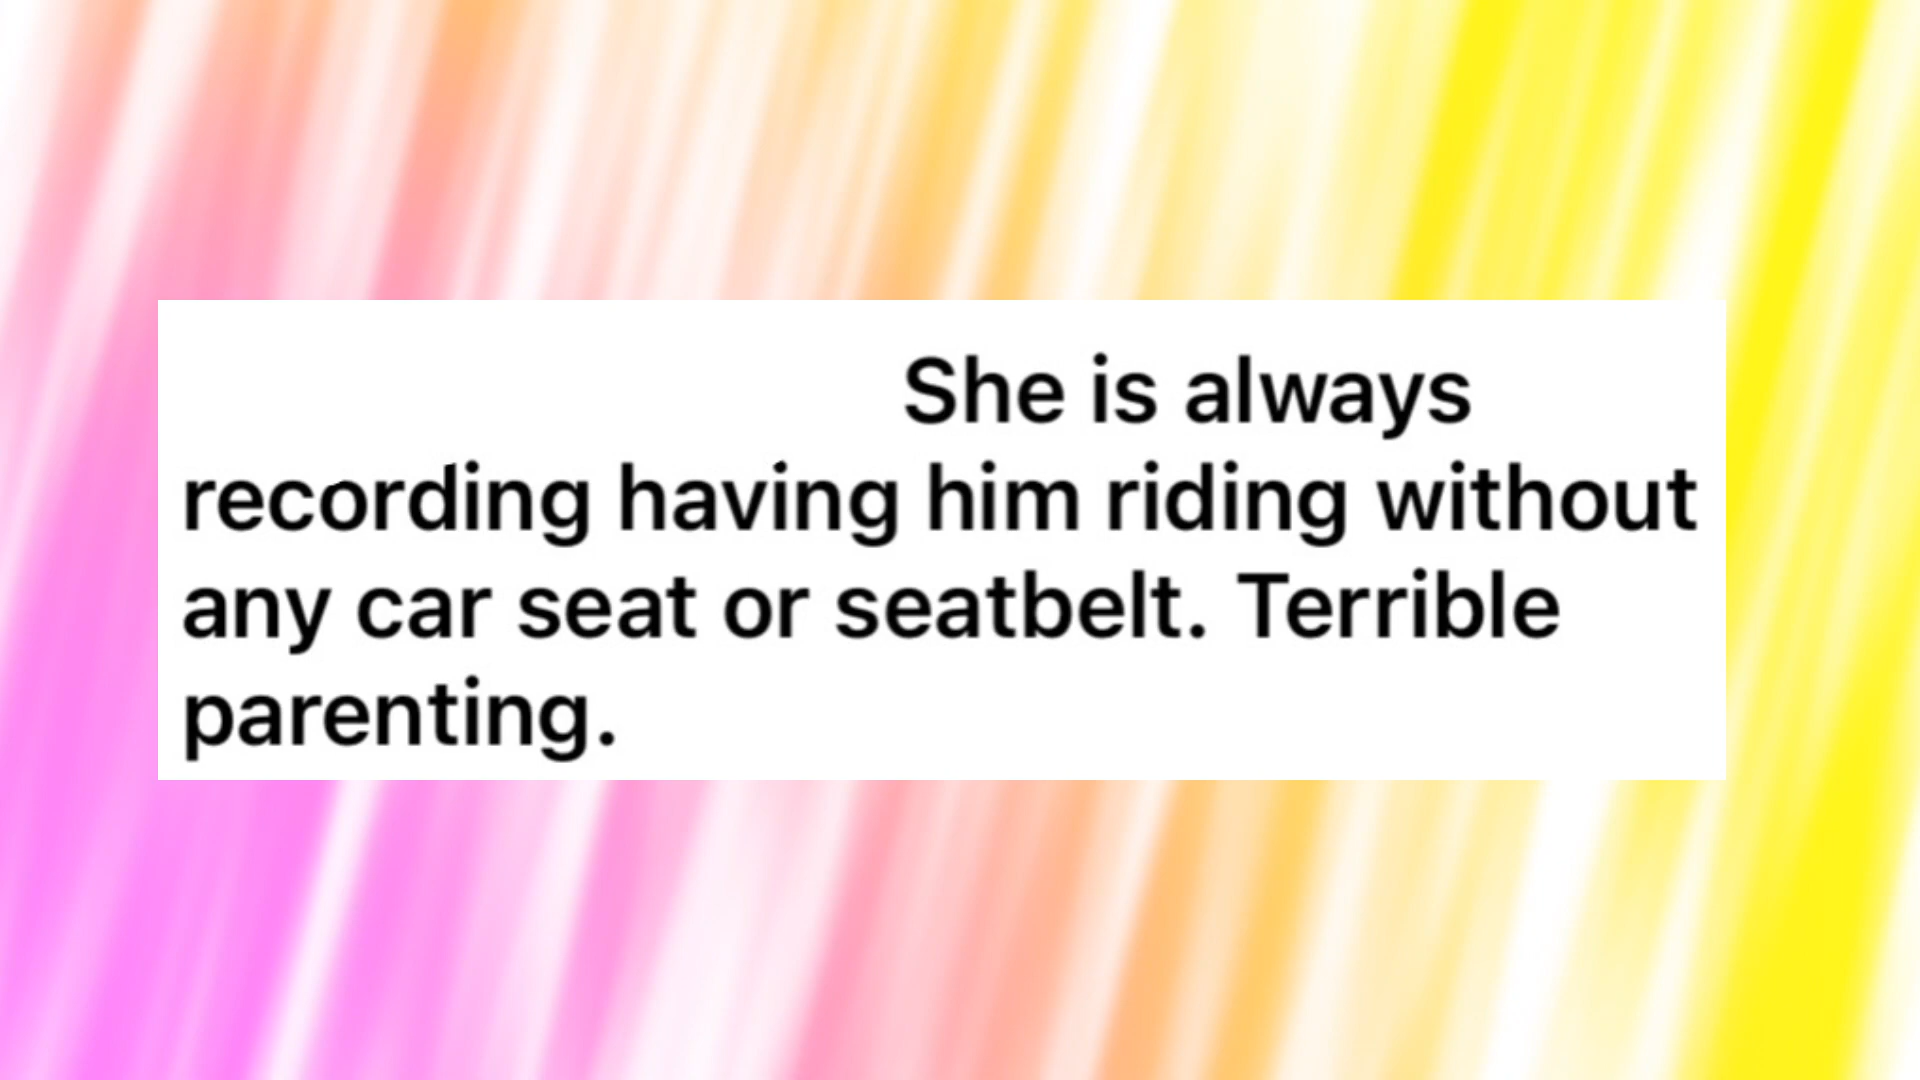 She is always
recording having him riding without
any car seat or seatbelt. Terrible
parenting.